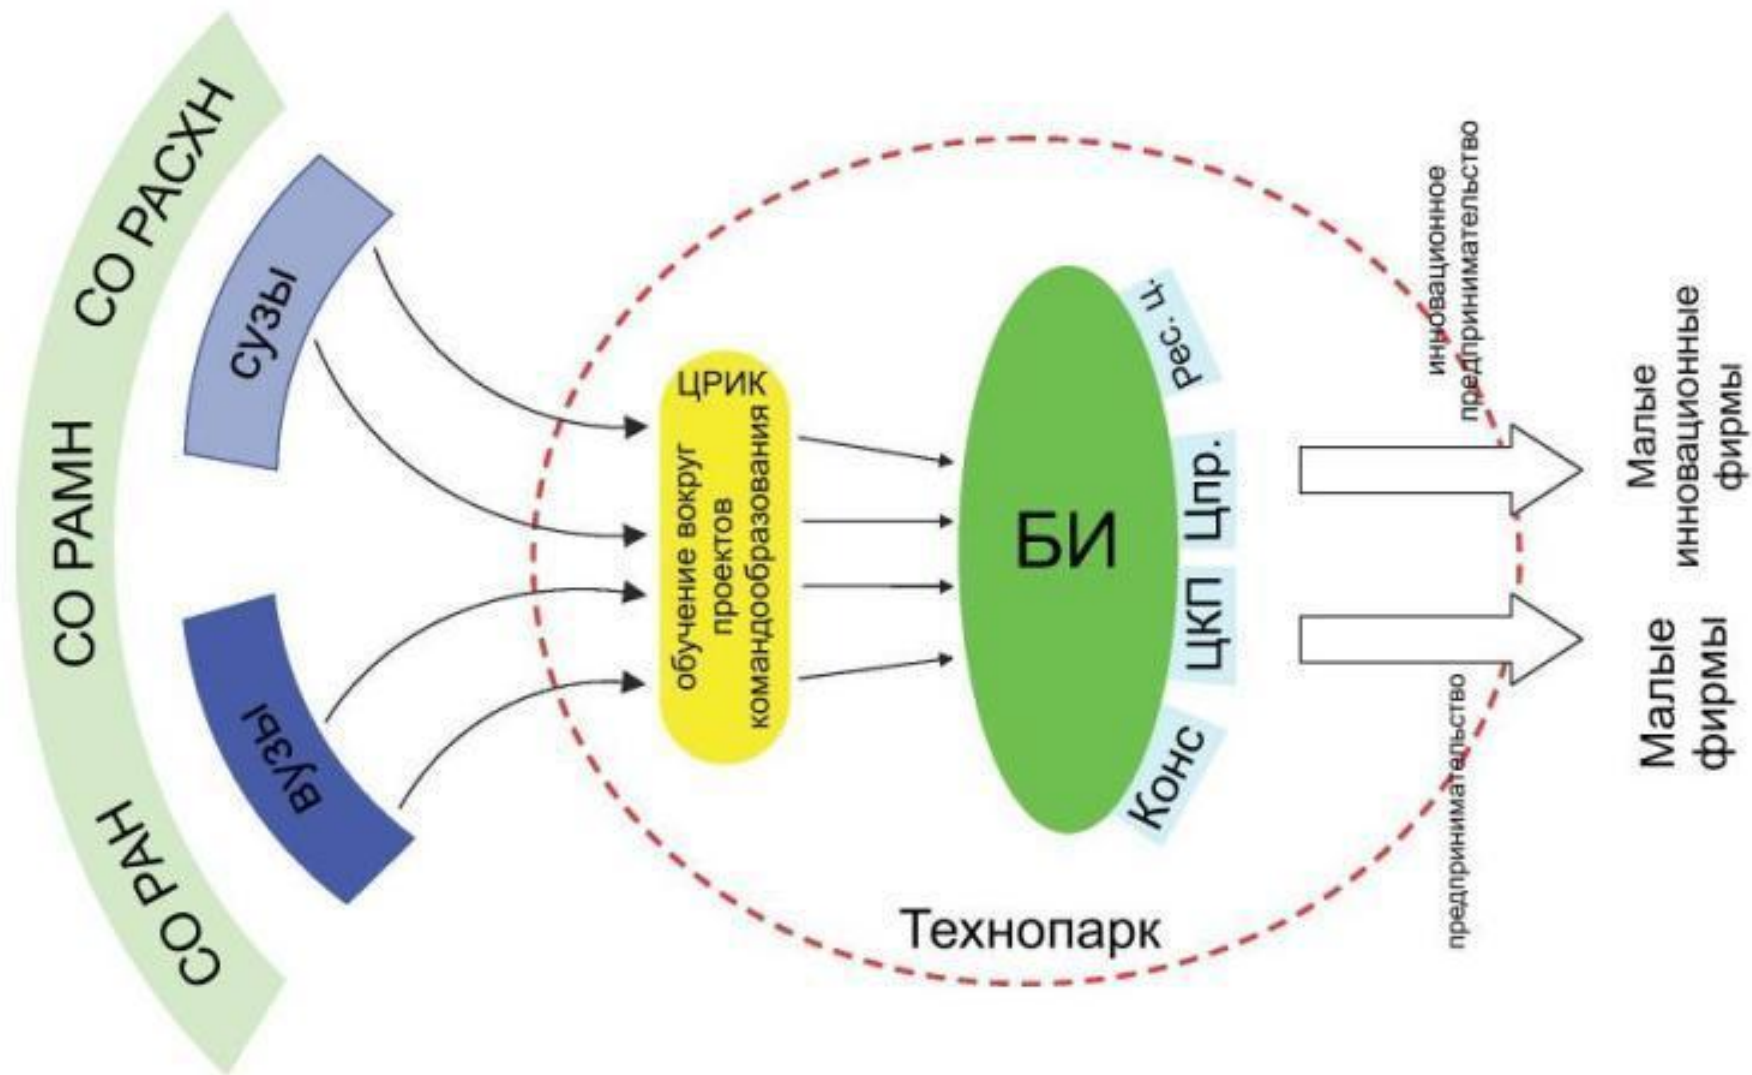 СО РАН
СО РАМН
СО РАСХН
вузы
сузы
ЦРИК
обучение вокруг
проектов
командообразования
БИ
Конс
ЦКП
Цпр.
Рес. ц.
Технопарк
инновационное
предпринимательство
предпринимательство
Малые
инновационные
фирмы
Малые
фирмы